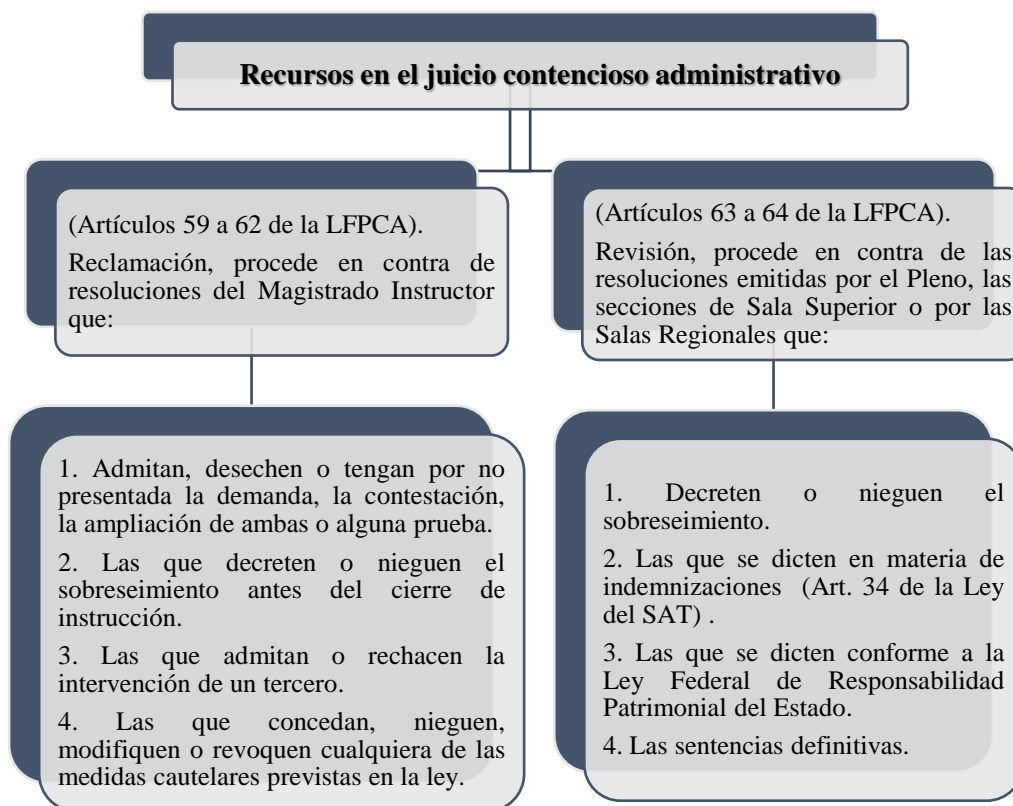 Recursos en el juicio contencioso administrativo
(Artículos 59 a 62 de la LFPCA).
Reclamación, procede en contra de
resoluciones del Magistrado Instructor
que:
(Artículos 63 a 64 de la LFPCA).
Revisión, procede en contra de las
resoluciones emitidas por el Pleno, las
secciones de Sala Superior o por las
Salas Regionales que:
1. Admitan, desechen o tengan por no
presentada la demanda, la contestación,
la ampliación de ambas o alguna prueba.
2. Las que decreten o nieguen el
sobreseimiento antes del cierre de
instrucción.
3. Las que admitan o rechacen la
intervención de un tercero.
4. Las que concedan, nieguen,
modifiquen o revoquen cualquiera de las
medidas cautelares previstas en la ley.
1. Decreten o nieguen el
sobreseimiento.
2. Las que se dicten en materia de
indemnizaciones (Art. 34 de la Ley
del SAT) .
3. Las que se dicten conforme a la
Ley Federal de Responsabilidad
Patrimonial del Estado.
4. Las sentencias definitivas.